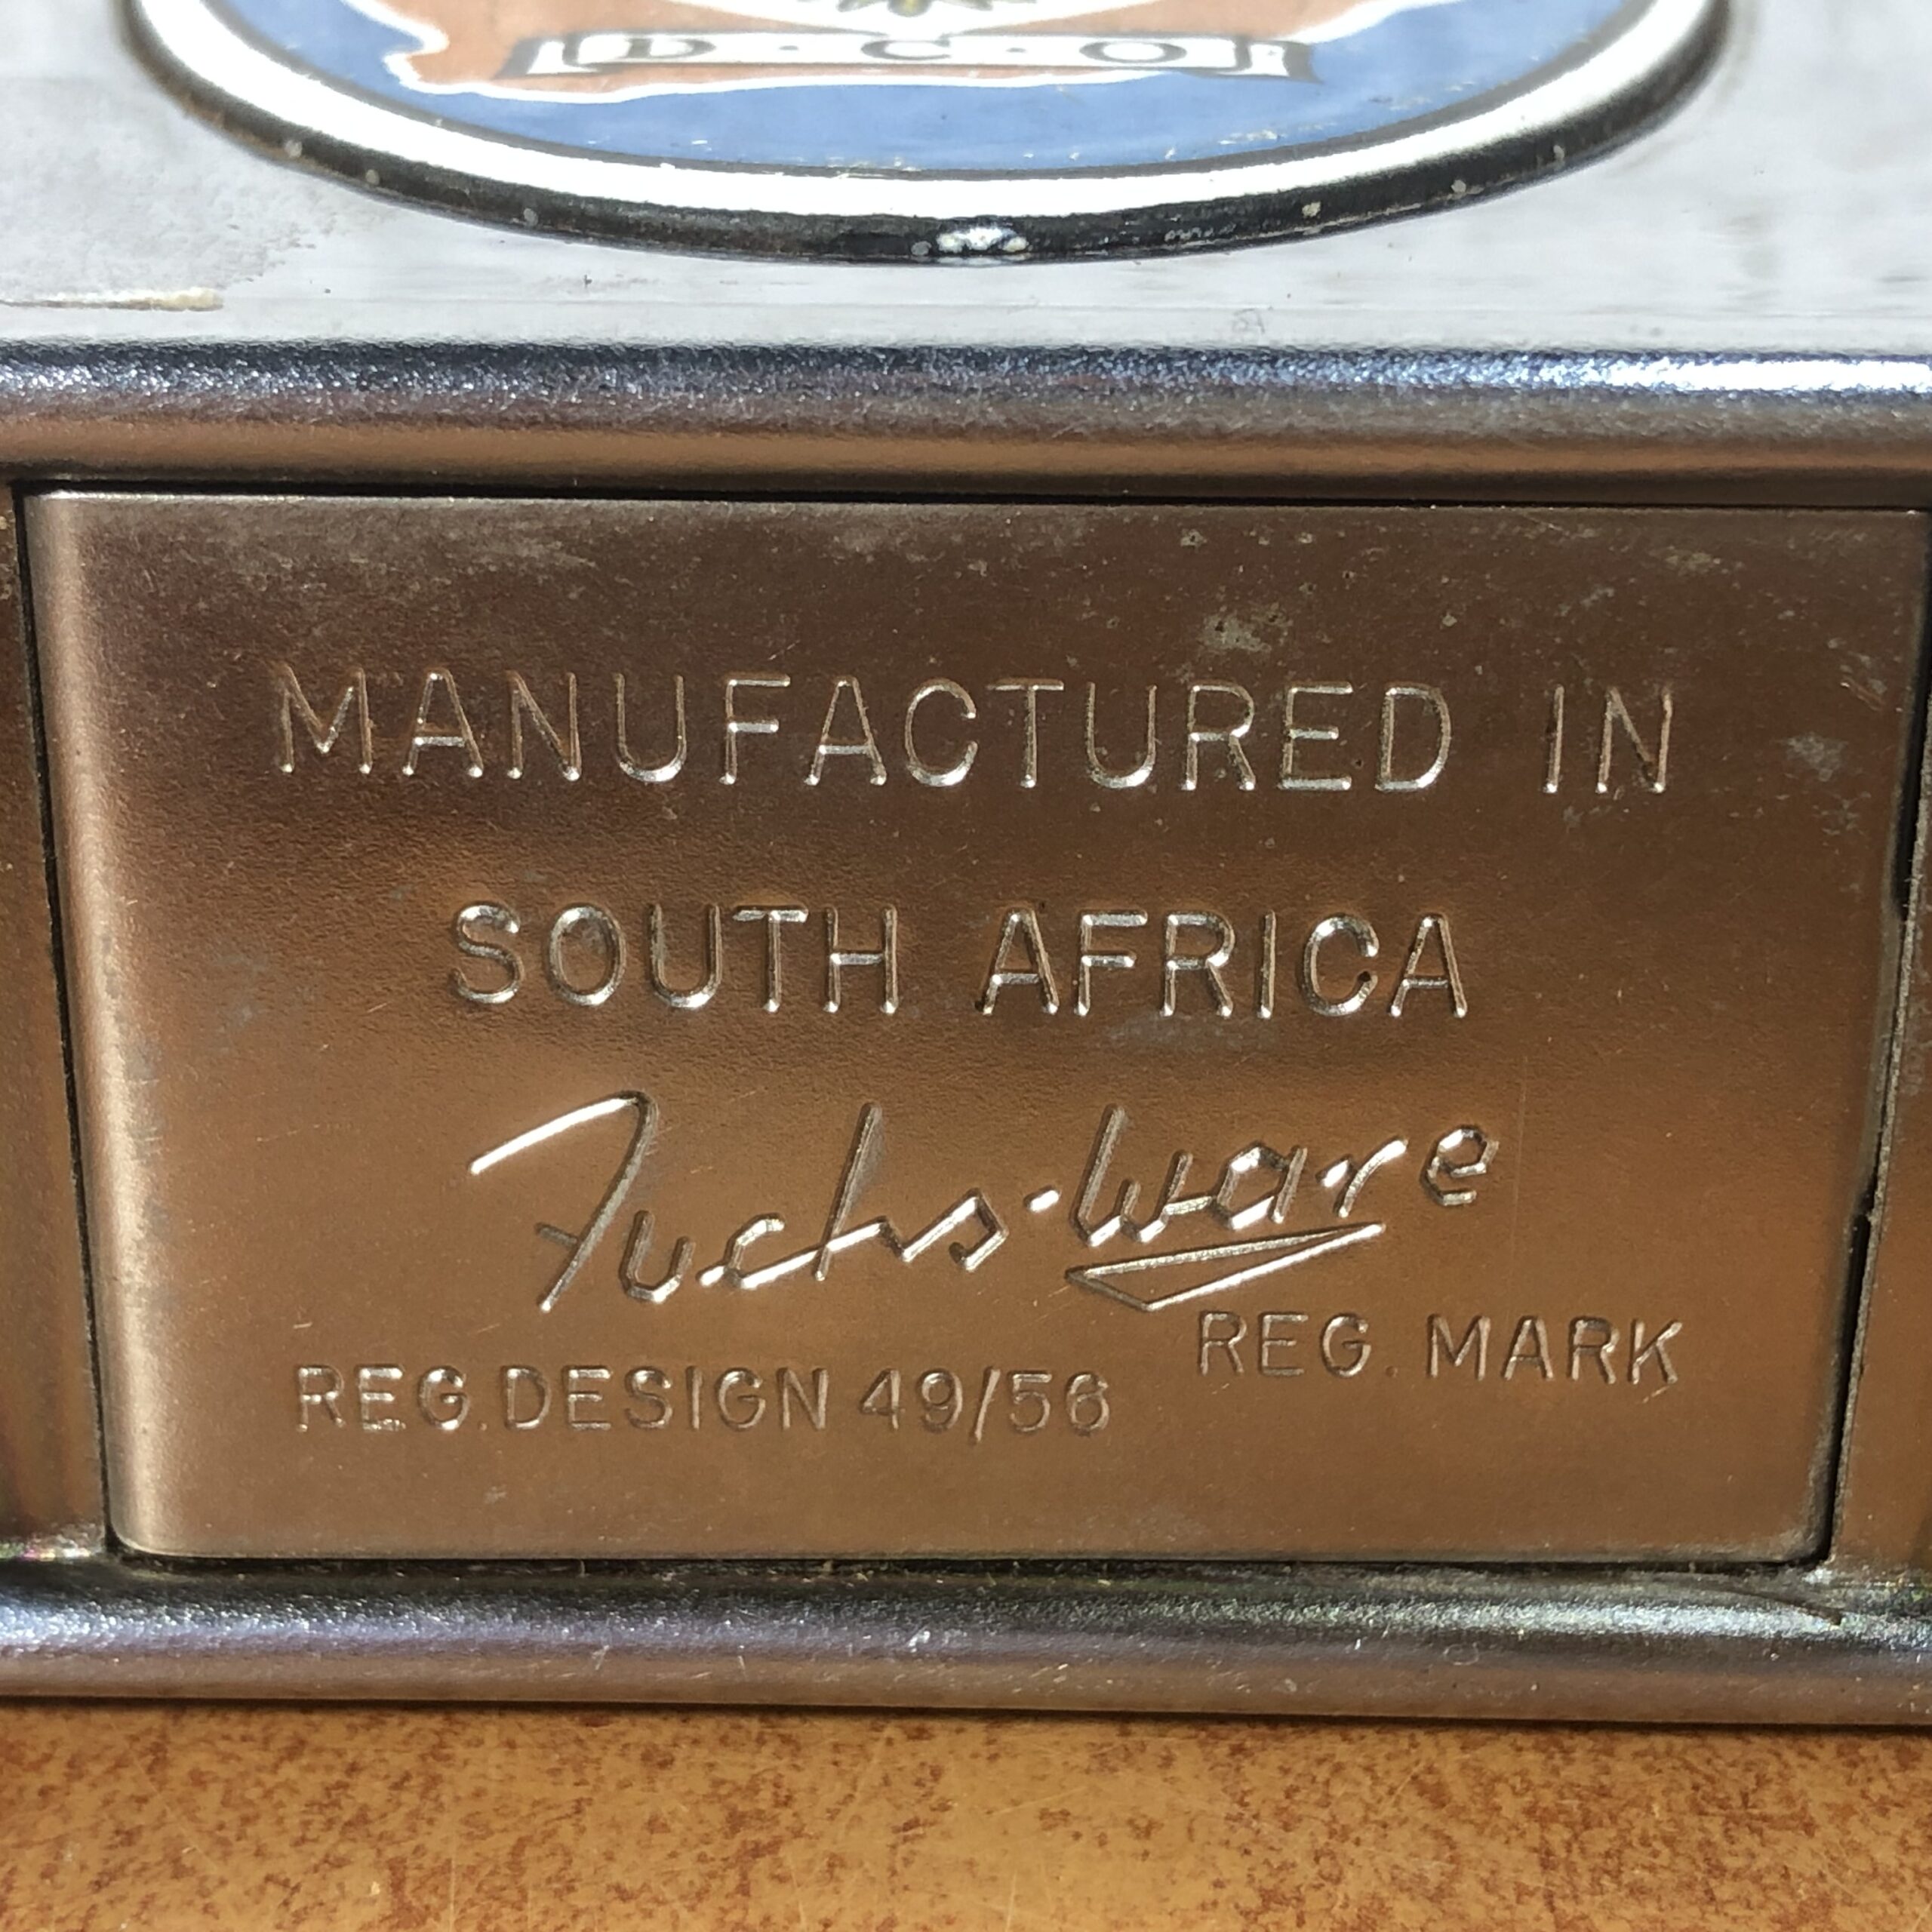 D · C · O
MANUFACTURED IN
SOUTH AFRICA
Fuchs-ware
REG. MARK
REG. DESIGN 49/56